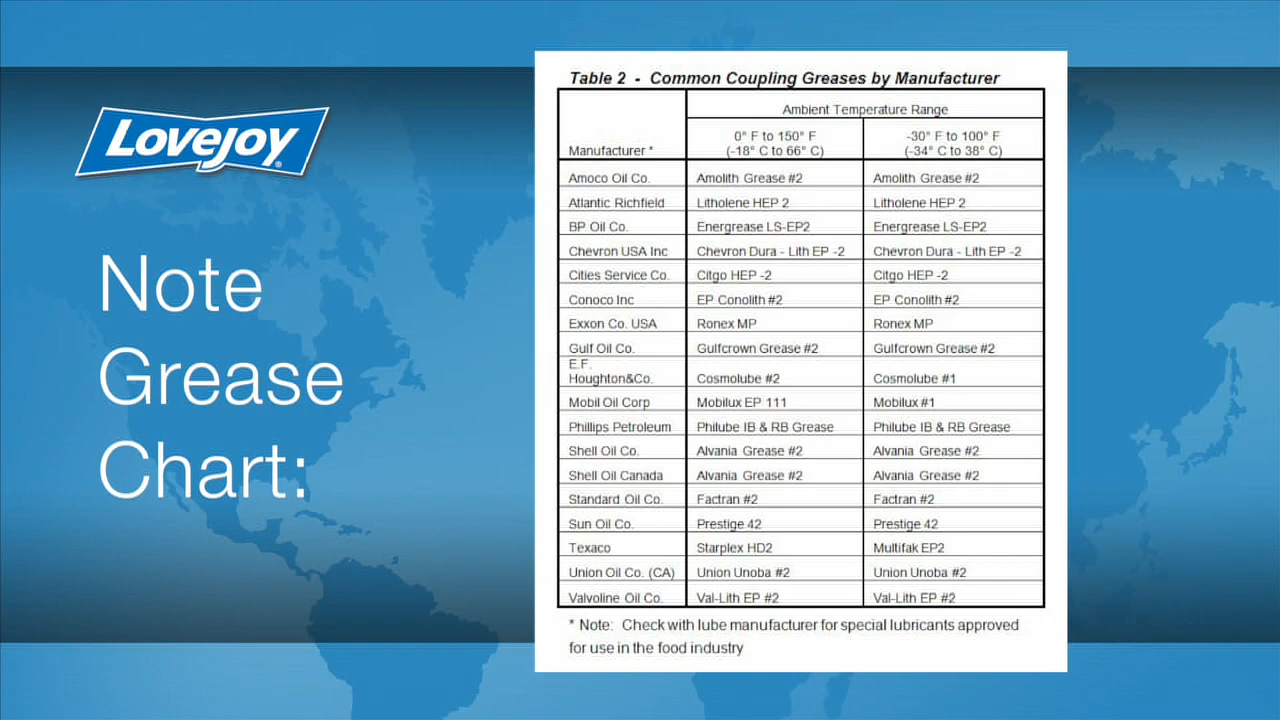 Lovejoy®
Note
Grease
Chart:
Table 2 - Common Coupling Greases by Manufacturer
Ambient Temperature Range
Manufacturer * 0° F to 150° F (-18° C to 66° C) -30° F to 100° F (-34° C to 38° C)
Amoco Oil Co. Amolith Grease #2 Amolith Grease #2
Atlantic Richfield Litholene HEP 2 Litholene HEP 2
BP Oil Co. Energrease LS-EP2 Energrease LS-EP2
Chevron USA Inc Chevron Dura - Lith EP -2 Chevron Dura - Lith EP -2
Cities Service Co. Citgo HEP -2 Citgo HEP -2
Conoco Inc EP Conolith #2 EP Conolith #2
Exxon Co. USA Ronex MP Ronex MP
Gulf Oil Co. Gulfcrown Grease #2 Gulfcrown Grease #2
E.F.
Houghton&Co. Cosmolube #2 Cosmolube #1
Mobil Oil Corp Mobilux EP 111 Mobilux #1
Phillips Petroleum Philube IB & RB Grease Philube IB & RB Grease
Shell Oil Co. Alvania Grease #2 Alvania Grease #2
Shell Oil Canada Alvania Grease #2 Alvania Grease #2
Standard Oil Co. Factran #2 Factran #2
Sun Oil Co. Prestige 42 Prestige 42
Texaco Starplex HD2 Multifak EP2
Union Oil Co. (CA) Union Unoba #2 Union Unoba #2
Valvoline Oil Co. Val-Lith EP #2 Val-Lith EP #2
* Note: Check with lube manufacturer for special lubricants approved
for use in the food industry